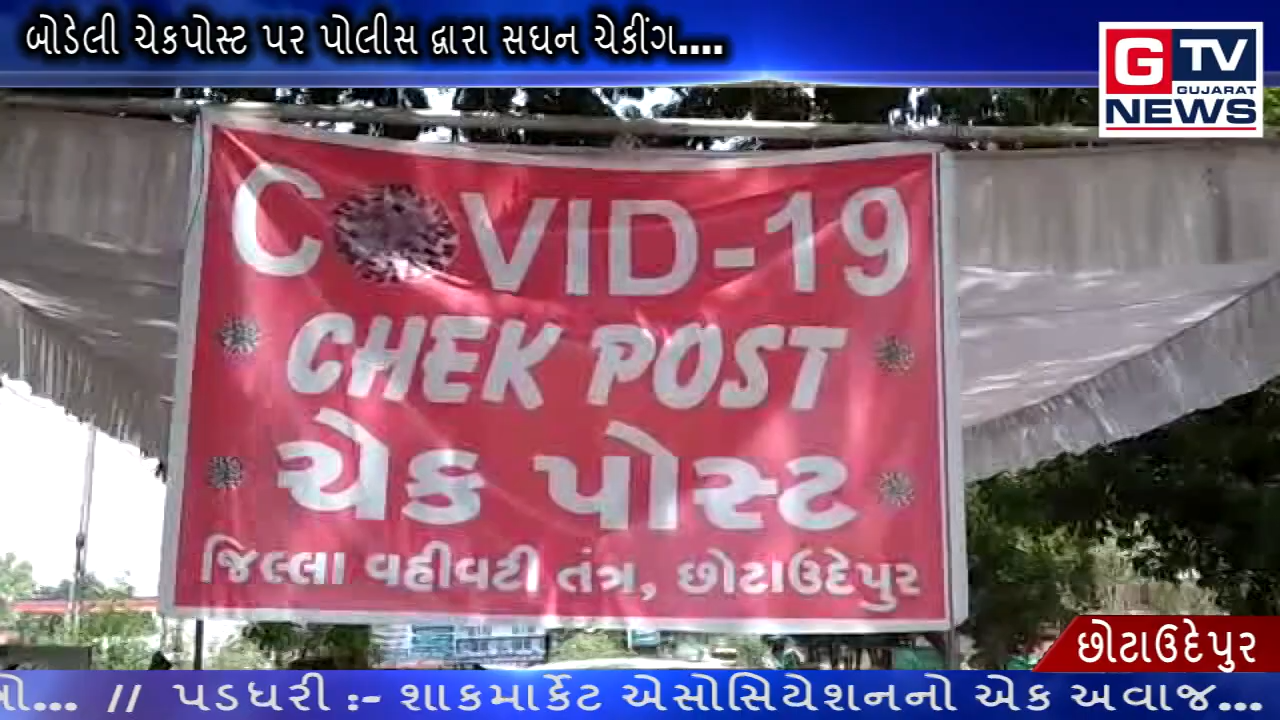 બોડેલી ચેકપોસ્ટ પર પોલીસ દ્વારા સઘન ચેકીંગ....
G TV
GUJARAT
NEWS
COVID-19
CHEK POST
ચેક પોસ્ટ
જિલ્લા વહીવટી તંત્ર, છોટાઉદેપુર
છોટાઉદેપુર
... // પડધરી :- શાકમાર્કેટ એસોસિયેશનનો એક અવાજ...